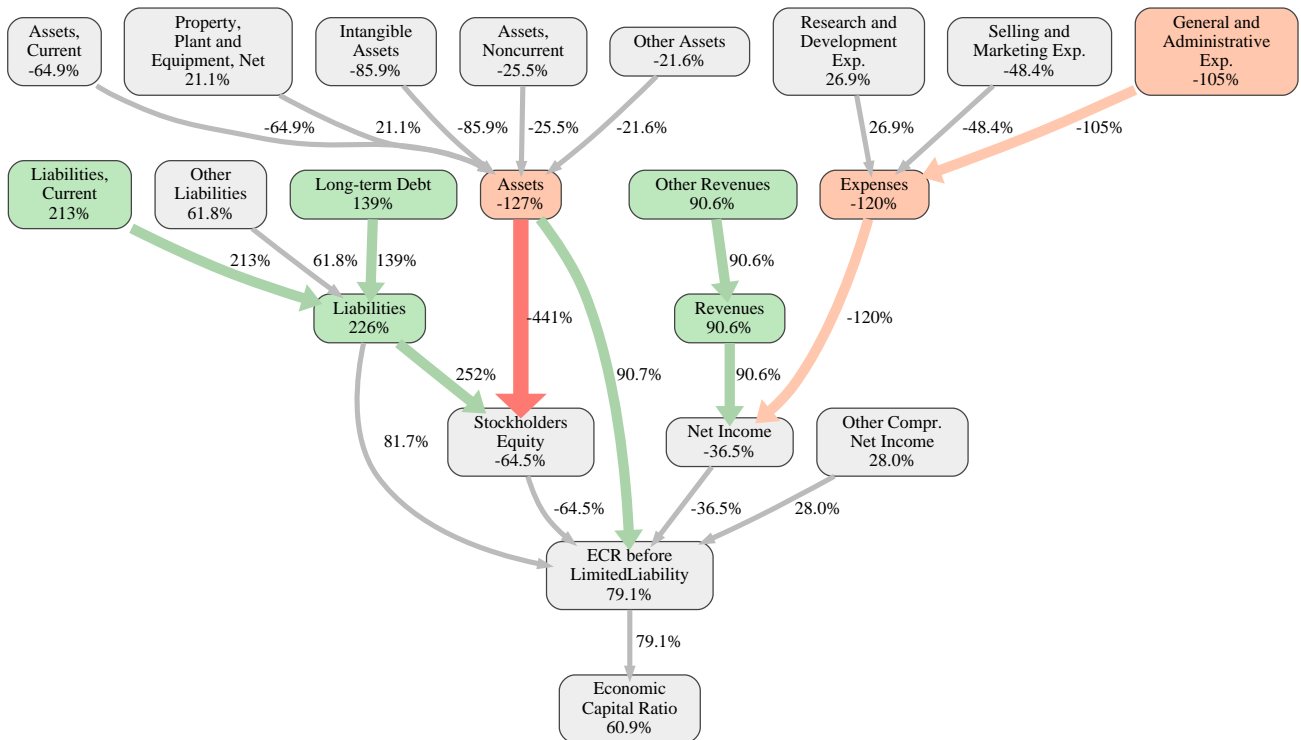 Assets,
Current
-64.9%
Property,
Plant and
Equipment, Net
21.1%
Intangible
Assets
-85.9%
Assets,
Noncurrent
-25.5%
Other Assets
-21.6%
Research and
Development
Exp.
26.9%
Selling and
Marketing Exp.
-48.4%
General and
Administrative
Exp.
-105%
-64.9%
21.1%
-85.9%
-25.5%
-21.6%
26.9%
-48.4%
-105%
Liabilities,
Current
213%
Other
Liabilities
61.8%
Long-term Debt
139%
Assets
-127%
Other Revenues
90.6%
Expenses
-120%
213%
61.8%
139%
90.6%
Liabilities
226%
-441%
Revenues
90.6%
-120%
252%
90.7%
90.6%
81.7%
Stockholders
Equity
-64.5%
Net Income
-36.5%
Other Compr.
Net Income
28.0%
-64.5%
-36.5%
28.0%
ECR before
LimitedLiability
79.1%
79.1%
Economic
Capital Ratio
60.9%